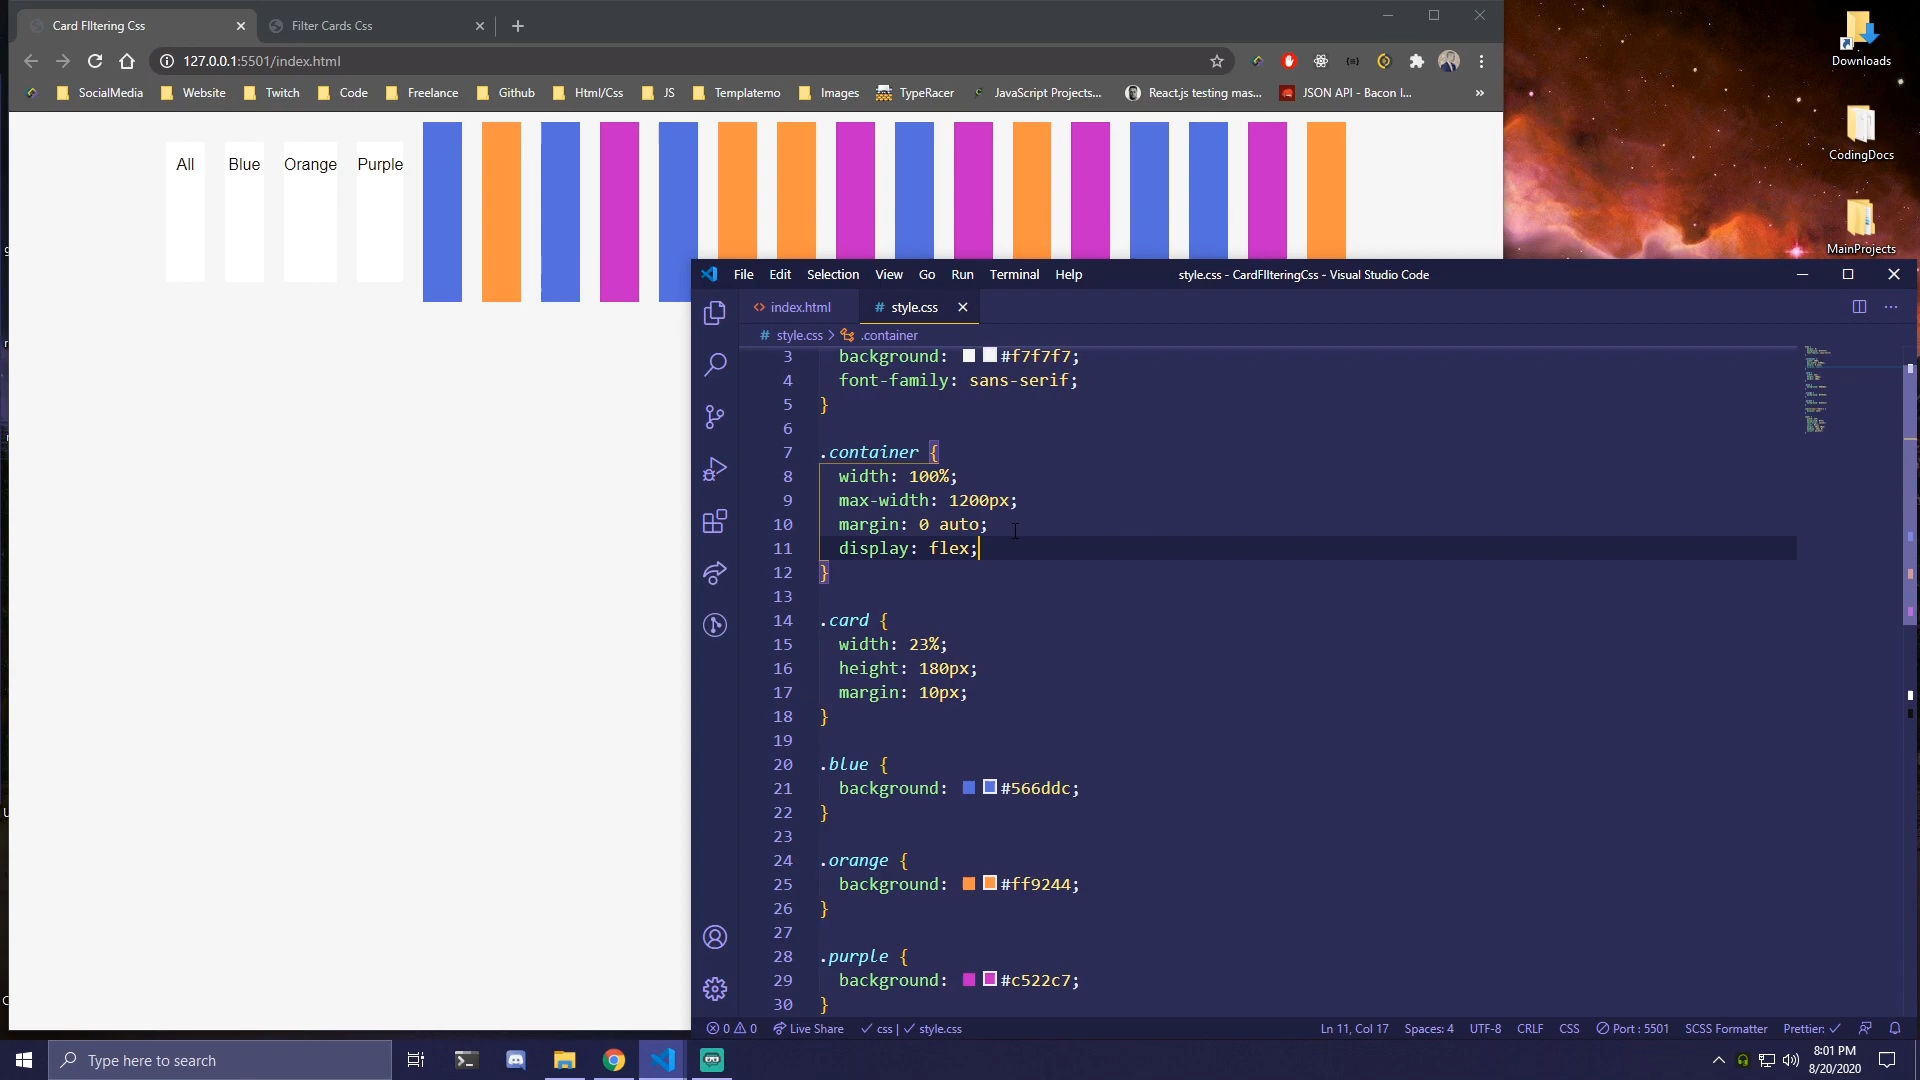 Card FIltering Css
Filter Cards Css
127.0.0.1:5501/index.html
SocialMedia
Website
Twitch
Code
Freelance
Github
Html/Css
JS
Templatemo
Images
TypeRacer
JavaScript Projects...
React.js testing mas...
JSON API - Bacon I...
»
All
Blue
Orange
Purple
Downloads
CodingDocs
MainProjects
File Edit Selection View Go Run Terminal Help
style.css - CardFIlteringCss - Visual Studio Code
index.html
# style.css
# style.css > .container
3 background: #f7f7f7;
4 font-family: sans-serif;
5 }
6
7 .container {
8 width: 100%;
9 max-width: 1200px;
10 margin: 0 auto;
11 display: flex;
12 }
13
14 .card {
15 width: 23%;
16 height: 180px;
17 margin: 10px;
18 }
19
20 .blue {
21 background: #566ddc;
22 }
23
24 .orange {
25 background: #ff9244;
26 }
27
28 .purple {
29 background: #c522c7;
30 }
0 0 Live Share css | style.css
Ln 11, Col 17 Spaces: 4 UTF-8 CRLF CSS Port : 5501 SCSS Formatter Prettier:
Type here to search
8:01 PM
8/20/2020